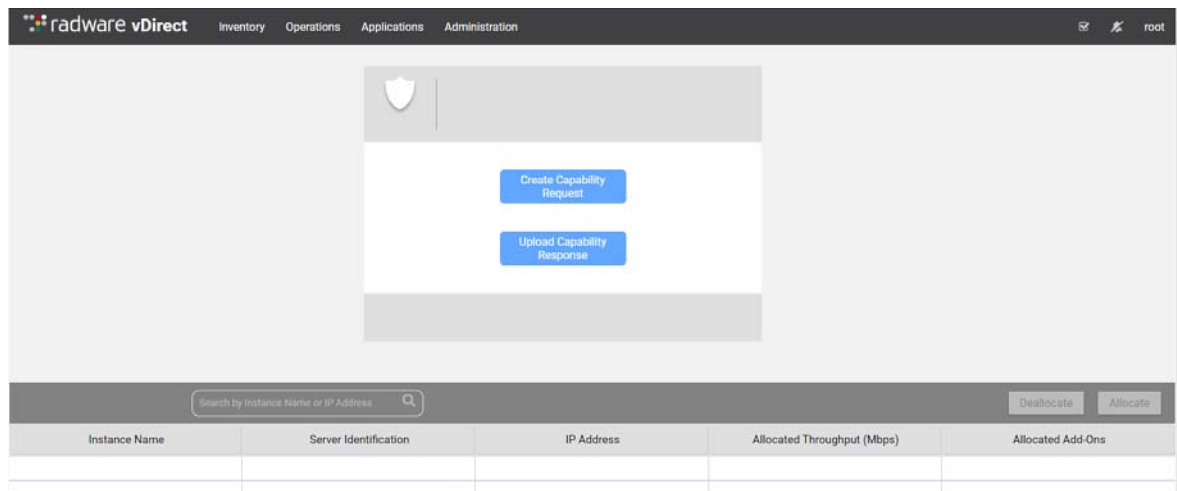 radware vDirect Inventory Operations Applications Administration root
Create Capability
Request
Upload Capability
Response
Search by Instance Name or IP Address Deallocate Allocate
Instance Name Server Identification IP Address Allocated Throughput (Mbps) Allocated Add-Ons